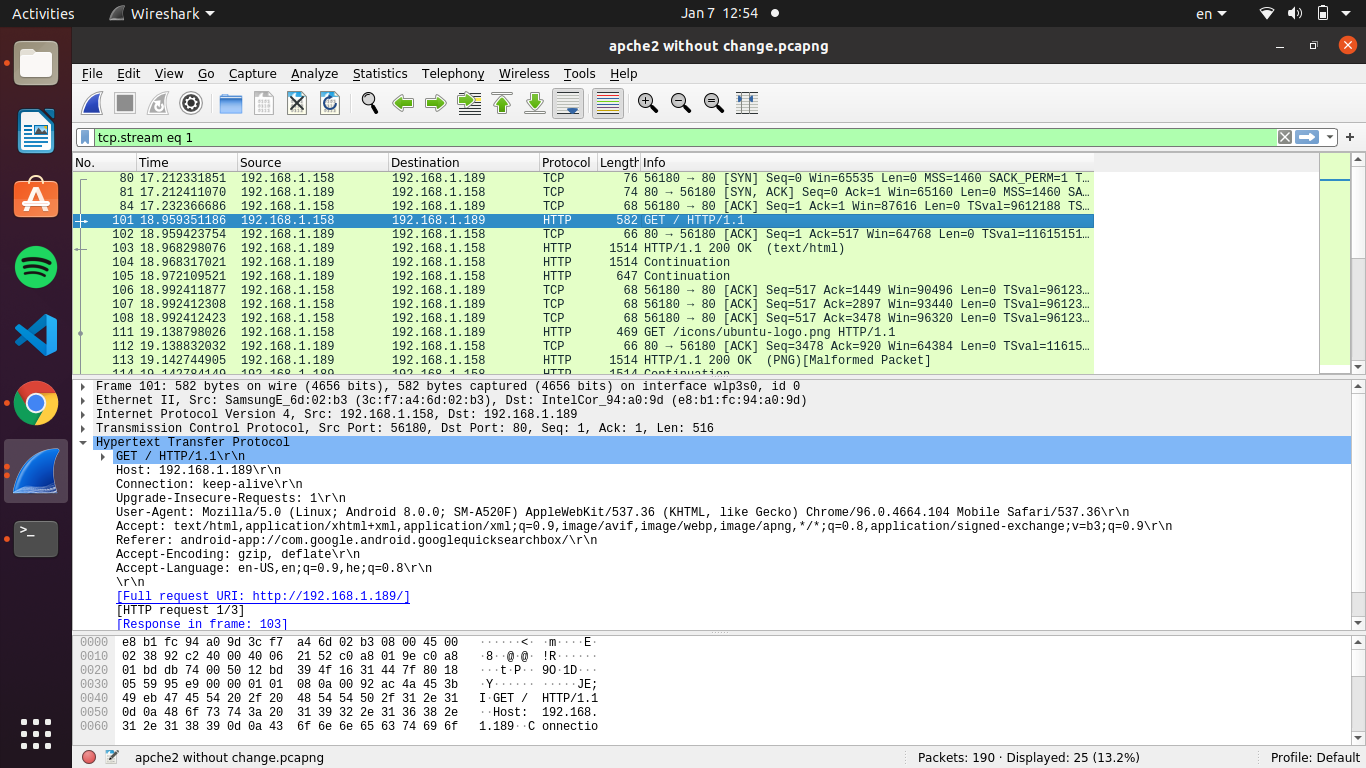 Activities Wireshark Jan 7 12:54 en
apche2 without change.pcapng
File Edit View Go Capture Analyze Statistics Telephony Wireless Tools Help
tcp.stream eq 1
No. Time Source Destination Protocol Length Info
80 17.212331851 192.168.1.158 192.168.1.189 TCP 76 56180 → 80 [SYN] Seq=0 Win=65535 Len=0 MSS=1460 SACK_PERM=1 T…
81 17.212411070 192.168.1.189 192.168.1.158 TCP 74 80 → 56180 [SYN, ACK] Seq=0 Ack=1 Win=65160 Len=0 MSS=1460 SA…
84 17.232366686 192.168.1.158 192.168.1.189 TCP 68 56180 → 80 [ACK] Seq=1 Ack=1 Win=87616 Len=0 TSval=9612188 TS…
101 18.959351186 192.168.1.158 192.168.1.189 HTTP 582 GET / HTTP/1.1
102 18.959423754 192.168.1.189 192.168.1.158 TCP 66 80 → 56180 [ACK] Seq=1 Ack=517 Win=64768 Len=0 TSval=11615151…
103 18.968298076 192.168.1.189 192.168.1.158 HTTP 1514 HTTP/1.1 200 OK (text/html)
104 18.968317021 192.168.1.189 192.168.1.158 HTTP 1514 Continuation
105 18.972109521 192.168.1.189 192.168.1.158 HTTP 647 Continuation
106 18.992411877 192.168.1.158 192.168.1.189 TCP 68 56180 → 80 [ACK] Seq=517 Ack=1449 Win=90496 Len=0 TSval=96123…
107 18.992412308 192.168.1.158 192.168.1.189 TCP 68 56180 → 80 [ACK] Seq=517 Ack=2897 Win=93440 Len=0 TSval=96123…
108 18.992412423 192.168.1.158 192.168.1.189 TCP 68 56180 → 80 [ACK] Seq=517 Ack=3478 Win=96320 Len=0 TSval=96123…
111 19.138798026 192.168.1.158 192.168.1.189 HTTP 469 GET /icons/ubuntu-logo.png HTTP/1.1
112 19.138832032 192.168.1.189 192.168.1.158 TCP 66 80 → 56180 [ACK] Seq=3478 Ack=920 Win=64384 Len=0 TSval=11615…
113 19.142744905 192.168.1.189 192.168.1.158 HTTP 1514 HTTP/1.1 200 OK (PNG)[Malformed Packet]
114 19.142784149 192.168.1.189 192.168.1.158 HTTP 1514 Continuation
Frame 101: 582 bytes on wire (4656 bits), 582 bytes captured (4656 bits) on interface wlp3s0, id 0
Ethernet II, Src: SamsungE_6d:02:b3 (3c:f7:a4:6d:02:b3), Dst: IntelCor_94:a0:9d (e8:b1:fc:94:a0:9d)
Internet Protocol Version 4, Src: 192.168.1.158, Dst: 192.168.1.189
Transmission Control Protocol, Src Port: 56180, Dst Port: 80, Seq: 1, Ack: 1, Len: 516
Hypertext Transfer Protocol
GET / HTTP/1.1\r\n
Host: 192.168.1.189\r\n
Connection: keep-alive\r\n
Upgrade-Insecure-Requests: 1\r\n
User-Agent: Mozilla/5.0 (Linux; Android 8.0.0; SM-A520F) AppleWebKit/537.36 (KHTML, like Gecko) Chrome/96.0.4664.104 Mobile Safari/537.36\r\n
Accept: text/html,application/xhtml+xml,application/xml;q=0.9,image/avif,image/webp,image/apng,*/*;q=0.8,application/signed-exchange;v=b3;q=0.9\r\n
Referer: android-app://com.google.android.googlequicksearchbox/\r\n
Accept-Encoding: gzip, deflate\r\n
Accept-Language: en-US,en;q=0.9,he;q=0.8\r\n
\r\n
[Full request URI: http://192.168.1.189/]
[HTTP request 1/3]
[Response in frame: 103]
0000 e8 b1 fc 94 a0 9d 3c f7 a4 6d 02 b3 08 00 45 00 ······<· ·m····E·
0010 02 38 92 c2 40 00 40 06 21 52 c0 a8 01 9e c0 a8 ·8··@·@· !R······
0020 01 bd db 74 00 50 12 bd 39 4f 16 31 44 7f 80 18 ···t·P·· 9O·1D···
0030 05 59 95 e9 00 00 01 01 08 0a 00 92 ac 4a 45 3b ·Y······ ·····JE;
0040 49 eb 47 45 54 20 2f 20 48 54 54 50 2f 31 2e 31 I·GET / HTTP/1.1
0050 0d 0a 48 6f 73 74 3a 20 31 39 32 2e 31 36 38 2e ··Host: 192.168.
0060 31 2e 31 38 39 0d 0a 43 6f 6e 6e 65 63 74 69 6f 1.189··C onnectio
apche2 without change.pcapng Packets: 190 · Displayed: 25 (13.2%) Profile: Default